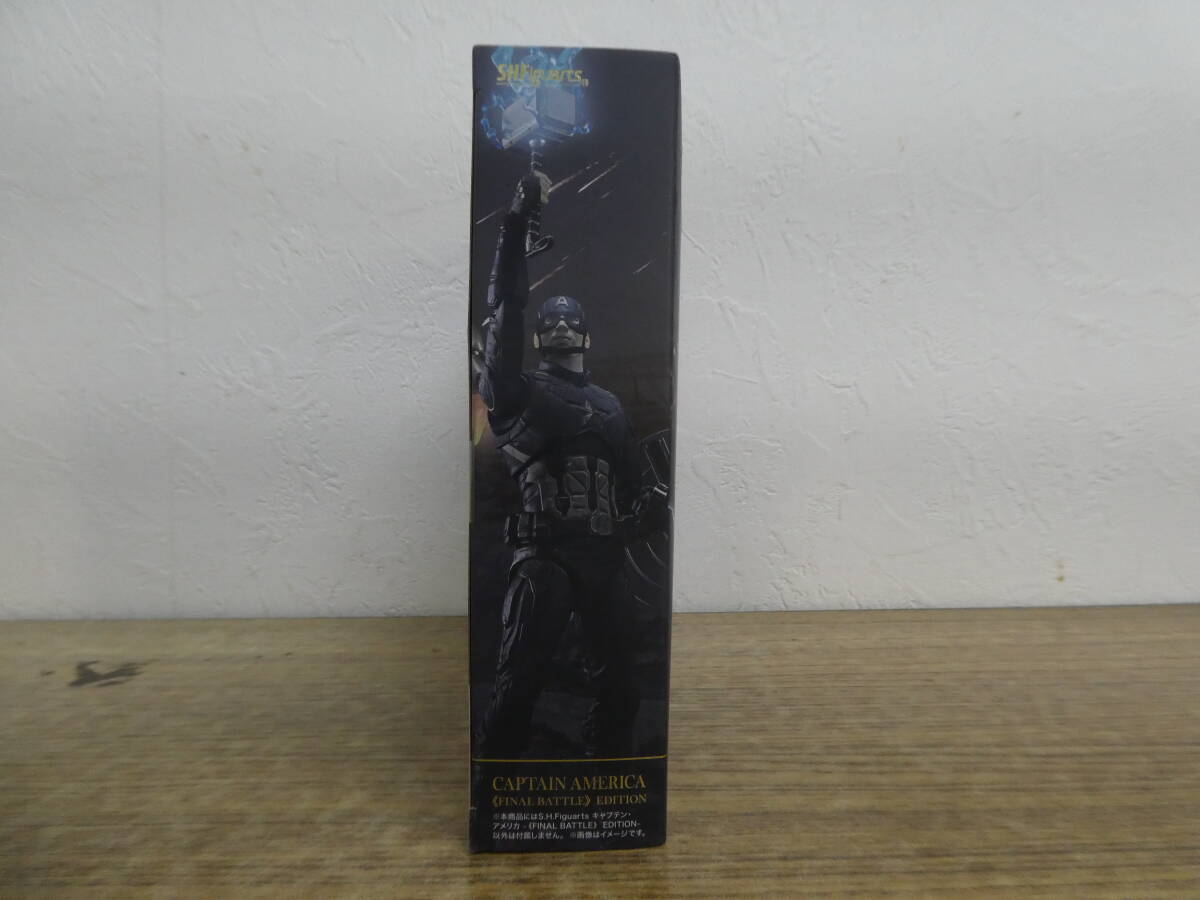 S.H.Figuarts
A
CAPTAIN AMERICA
《FINAL BATTLE》 EDITION
※本商品にはS.H.Figuarts キャプテン・
アメリカ -《FINAL BATTLE》 EDITION-
以外は付属しません。 ※画像はイメージです。